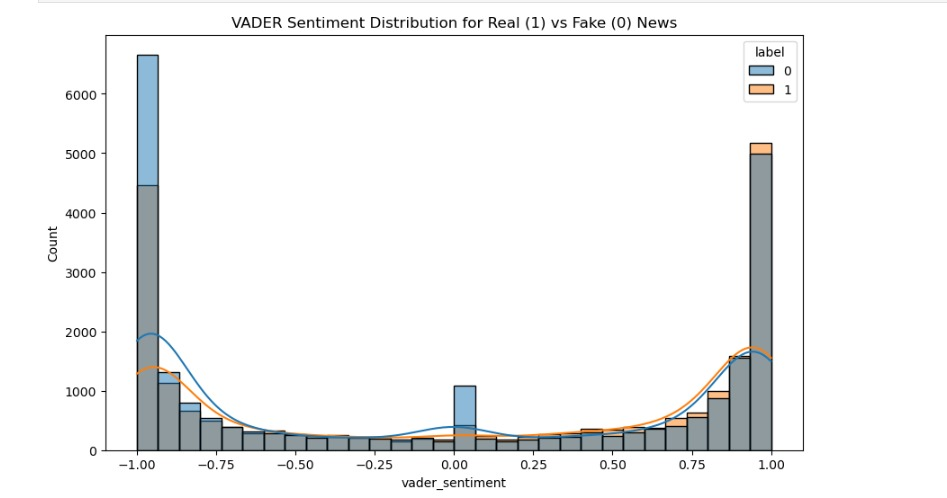 VADER Sentiment Distribution for Real (1) vs Fake (0) News
label
0
1
6000
5000
4000
3000
2000
1000
0
Count
−1.00 −0.75 −0.50 −0.25 0.00 0.25 0.50 0.75 1.00
vader_sentiment